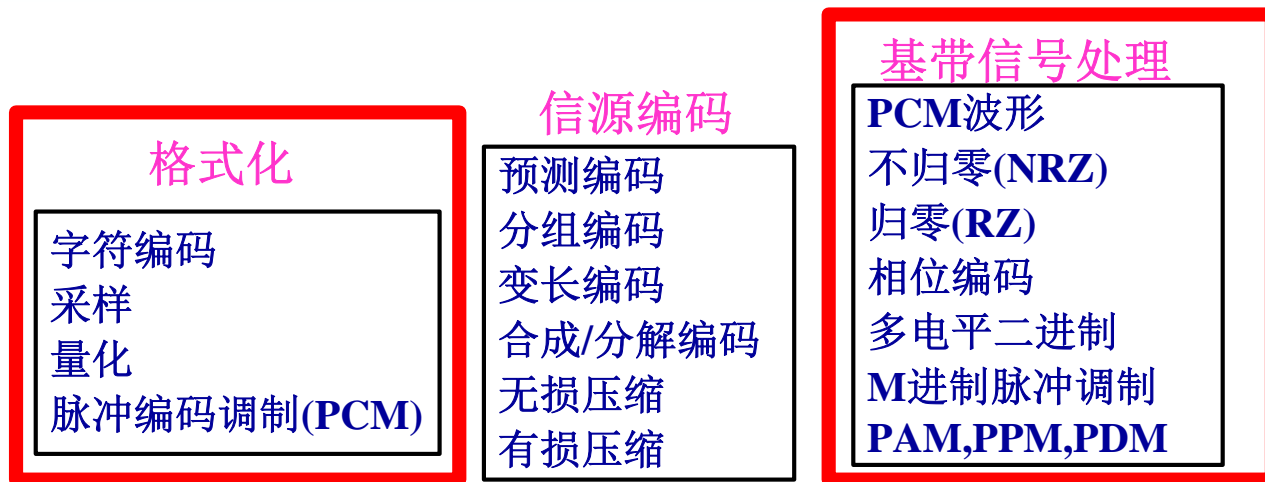 格式化
字符编码
采样
量化
脉冲编码调制(PCM)
信源编码
预测编码
分组编码
变长编码
合成/分解编码
无损压缩
有损压缩
基带信号处理
PCM波形
不归零(NRZ)
归零(RZ)
相位编码
多电平二进制
M进制脉冲调制
PAM,PPM,PDM